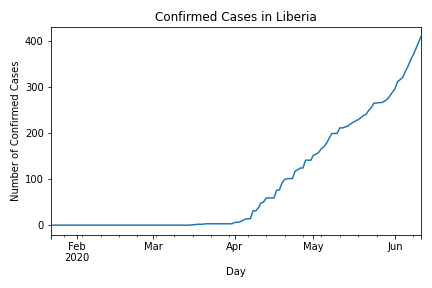 Confirmed Cases in Liberia
400
300
200
100
0
Number of Confirmed Cases
Feb Mar Apr May Jun
2020
Day